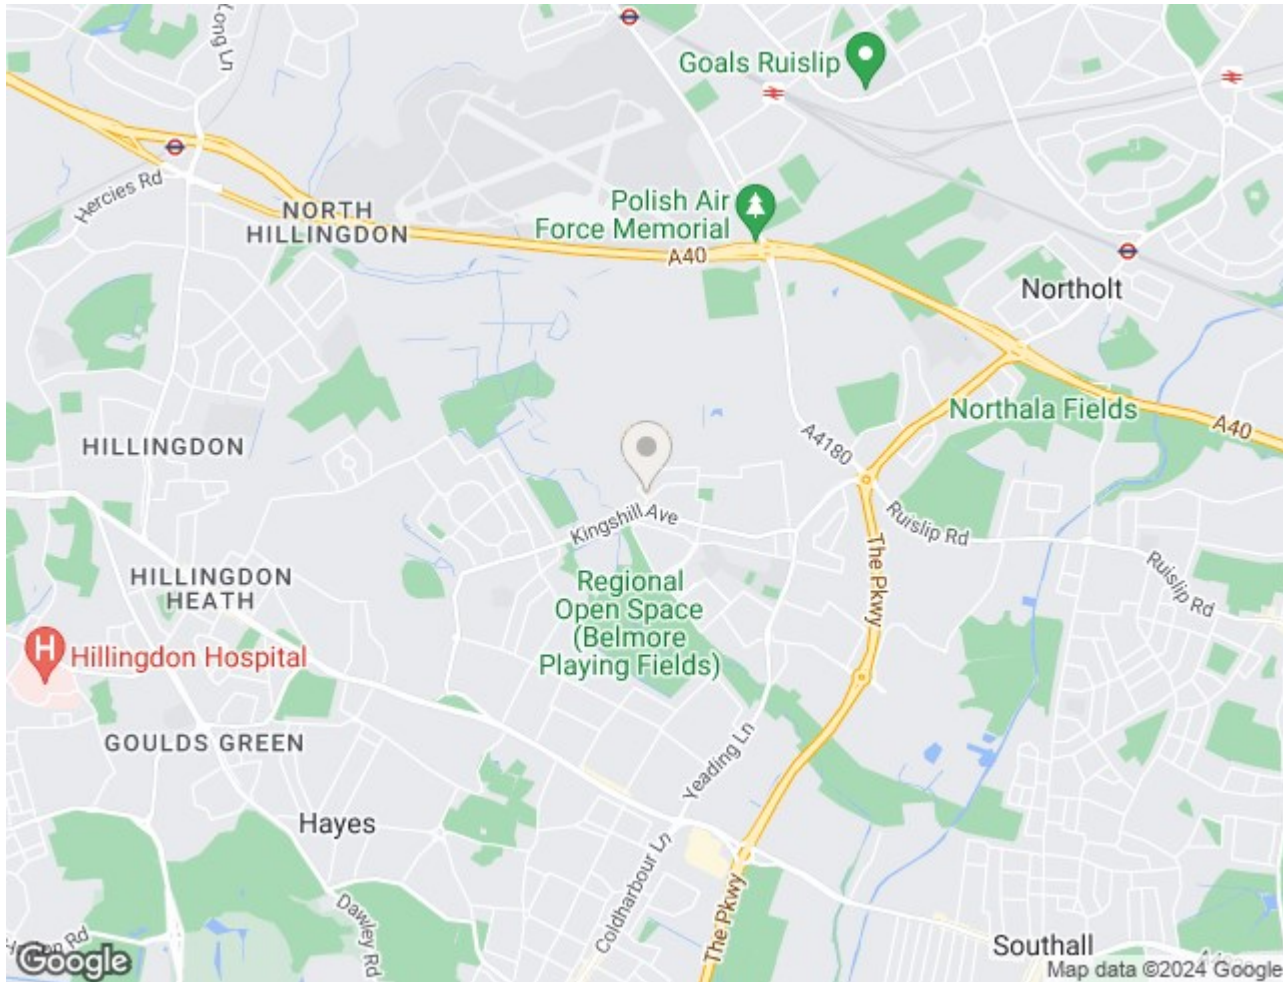 Long Ln
Goals Ruislip
Hercies Rd
NORTH
HILLINGDON
Polish Air
Force Memorial
A40
Northolt
Northala Fields
A40
HILLINGDON
A4180
Kingshill Ave
Ruislip Rd
The Pkwy
Ruislip Rd
HILLINGDON
HEATH
Regional
Open Space
(Belmore
Playing Fields)
H
Hillingdon Hospital
GOULDS GREEN
Yeading Ln
Hayes
Coldharbour Ln
Dawley Rd
The Pkwy
Southall
Google
Map data ©2024 Google